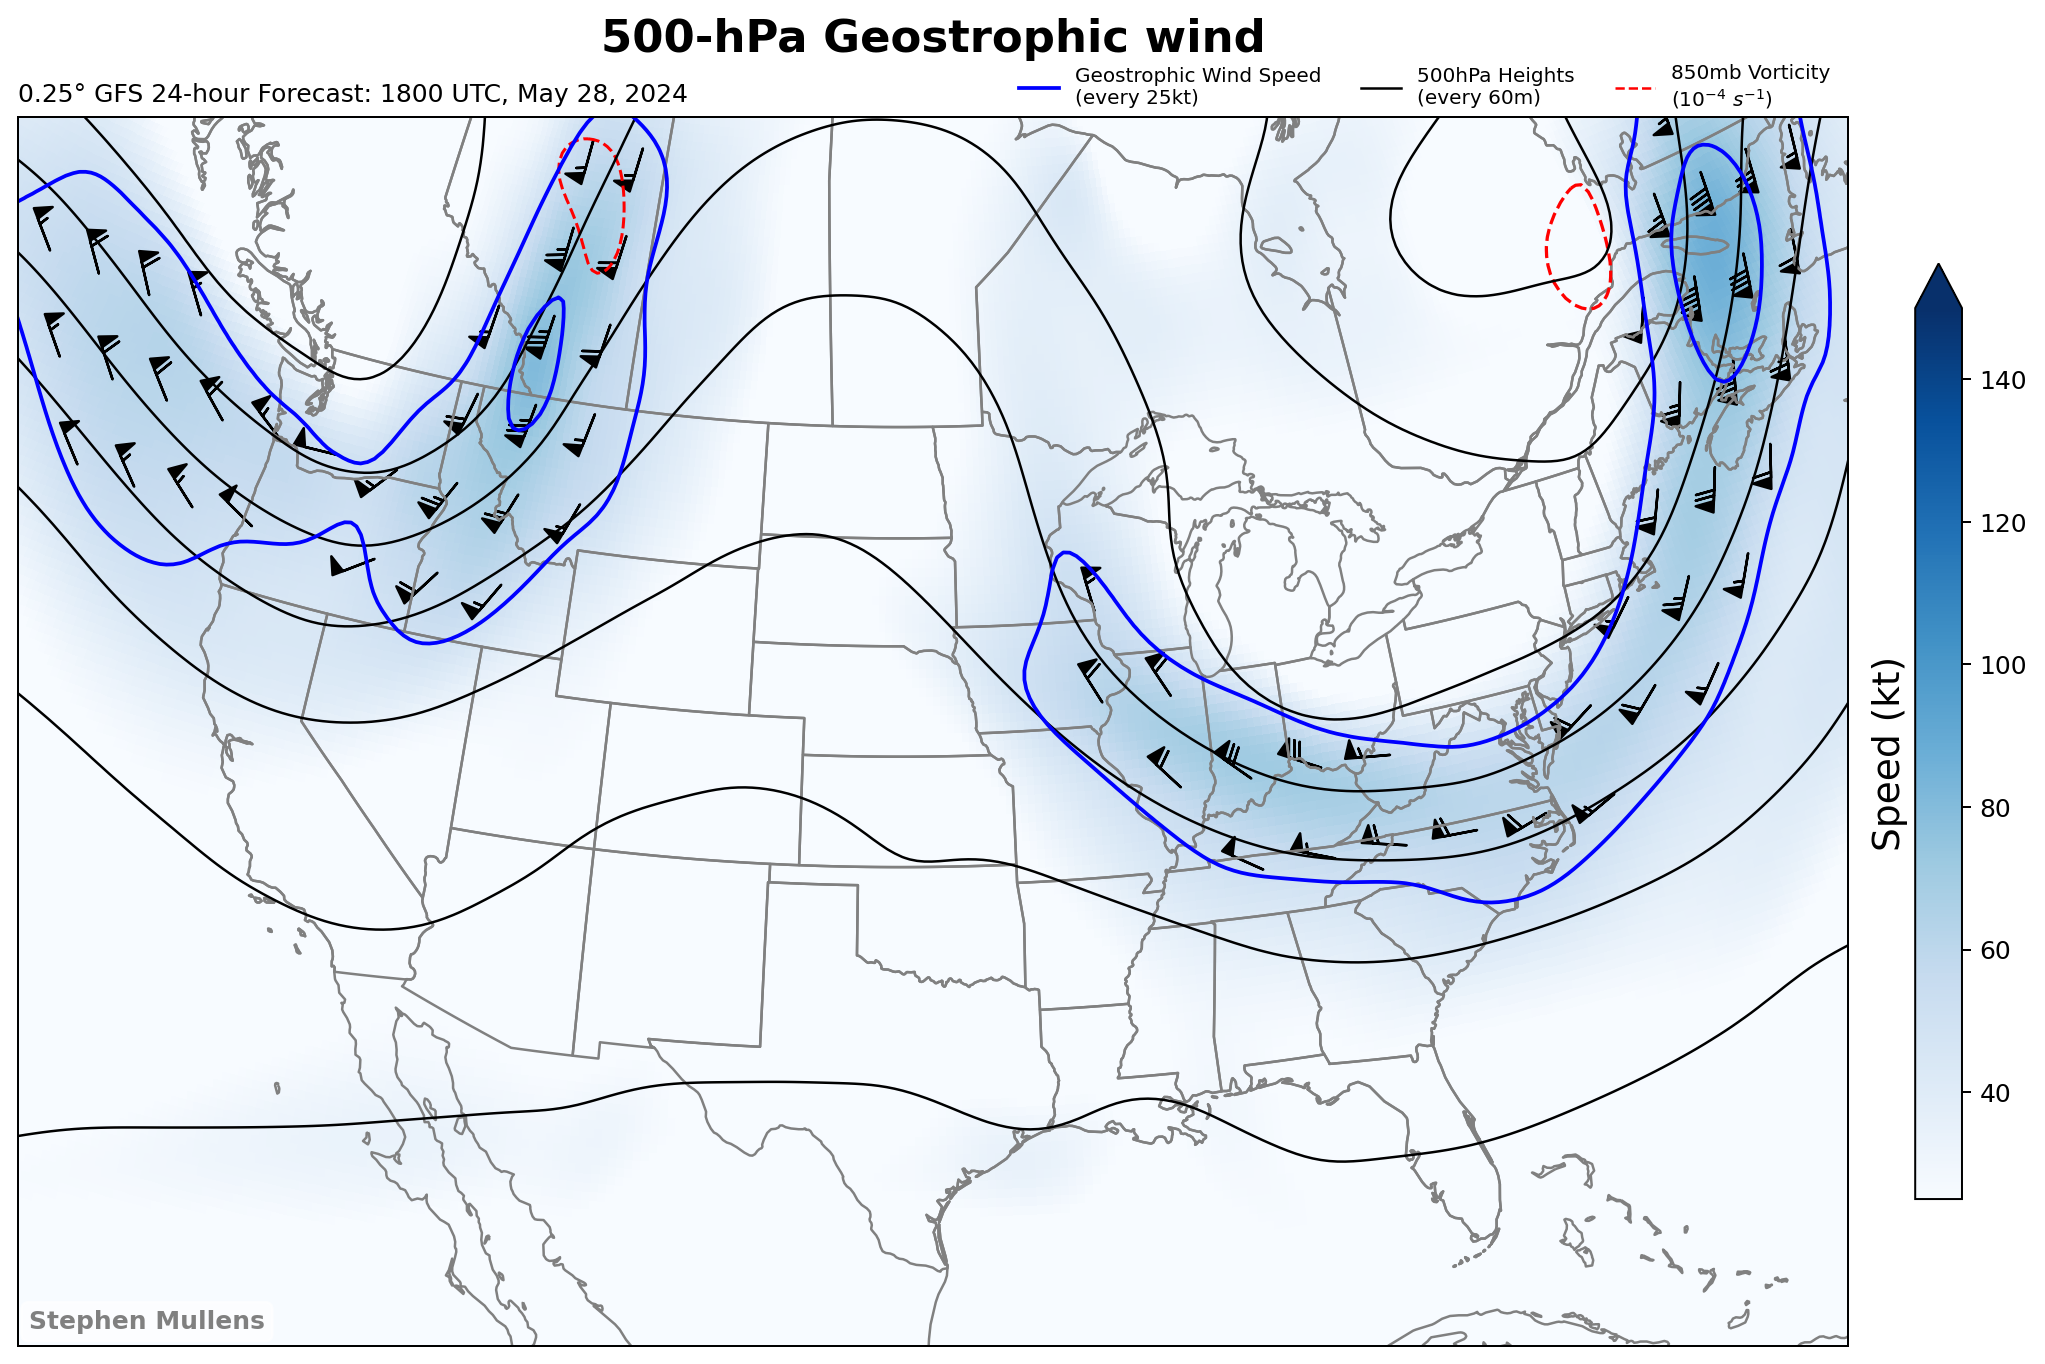 500-hPa Geostrophic wind
0.25° GFS 24-hour Forecast: 1800 UTC, May 28, 2024
Geostrophic Wind Speed
(every 25kt)
500hPa Heights
(every 60m)
850mb Vorticity
(10⁻⁴ s⁻¹)
140
120
100
80
60
40
Speed (kt)
Stephen Mullens